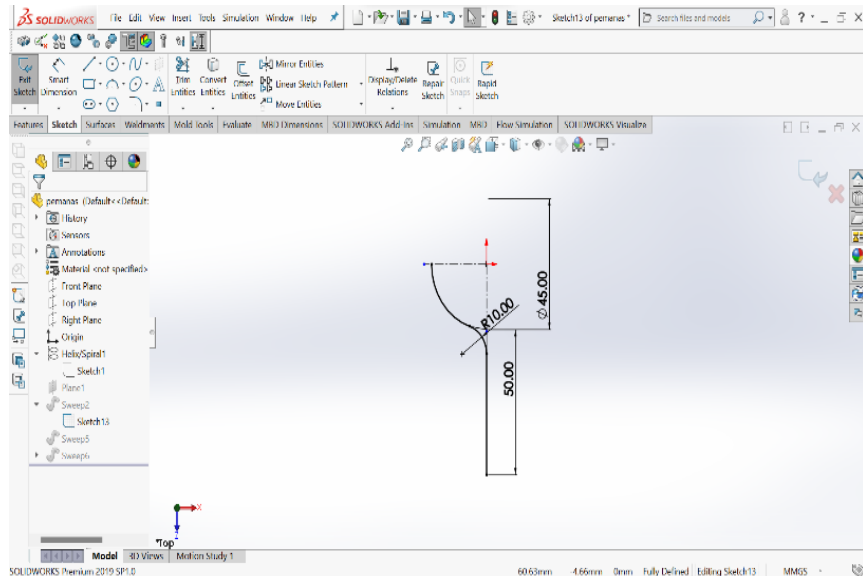 SOLIDWORKS File Edit View Insert Tools Simulation Window Help Sketch13 of pemanas * Search files and models
Exit Sketch
Smart Dimension
Trim Entities
Convert Entities
Offset Entities
Mirror Entities
Linear Sketch Pattern
Move Entities
Display/Delete Relations
Repair Sketch
Quick Snaps
Rapid Sketch
Features Sketch Surfaces Weldments Mold Tools Evaluate MBD Dimensions SOLIDWORKS Add-Ins Simulation MBD Flow Simulation SOLIDWORKS Visualize
pemanas (Default<<Default:
History
Sensors
Annotations
Material <not specified>
Front Plane
Top Plane
Right Plane
Origin
Helix/Spiral1
Sketch1
Plane1
Sweep2
Sketch13
Sweep5
Sweep6
R10.00
Ø45.00
50.00
X
*Top
Model 3D Views Motion Study 1
SOLIDWORKS Premium 2019 SP1.0 60.63mm -4.66mm 0mm Fully Defined Editing Sketch13 MMGS